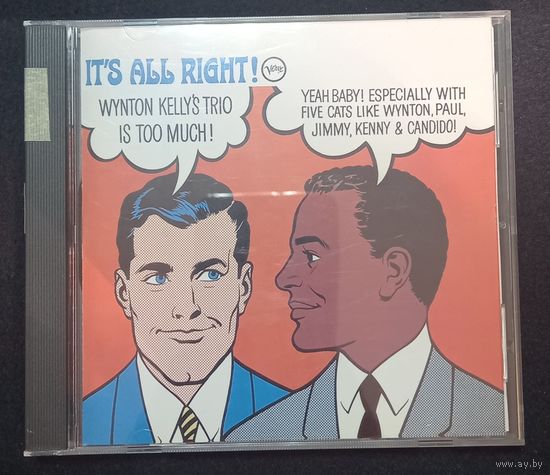 IT'S ALL RIGHT! Verve
WYNTON KELLY'S TRIO
IS TOO MUCH!
YEAH BABY! ESPECIALLY WITH
FIVE CATS LIKE WYNTON, PAUL,
JIMMY, KENNY & CANDIDO!
www.ay.by